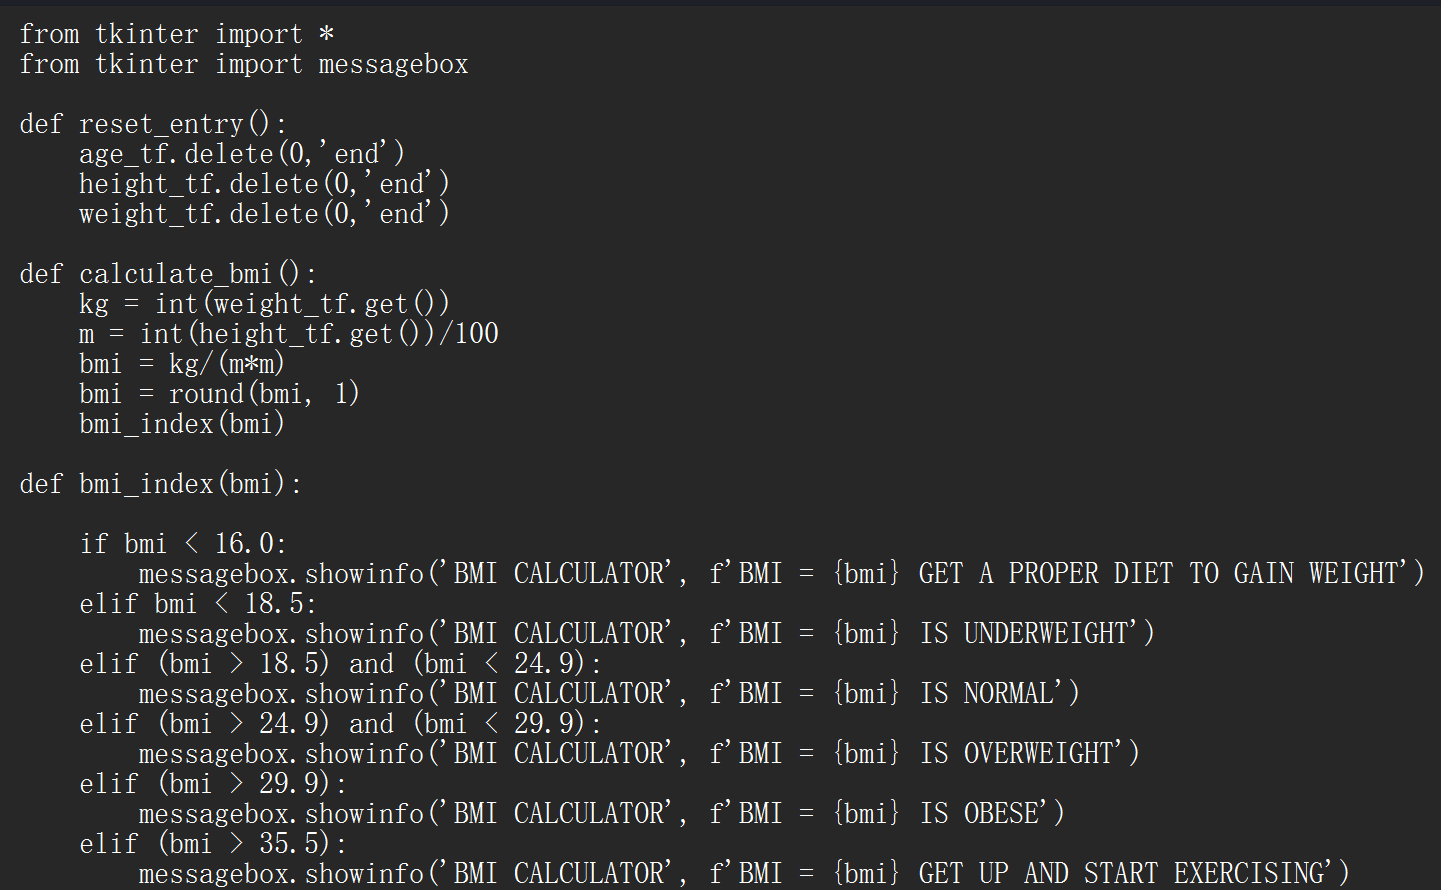 from tkinter import *
from tkinter import messagebox

def reset_entry():
    age_tf.delete(0,'end')
    height_tf.delete(0,'end')
    weight_tf.delete(0,'end')

def calculate_bmi():
    kg = int(weight_tf.get())
    m = int(height_tf.get())/100
    bmi = kg/(m*m)
    bmi = round(bmi, 1)
    bmi_index(bmi)

def bmi_index(bmi):

    if bmi < 16.0:
        messagebox.showinfo('BMI CALCULATOR', f'BMI = {bmi} GET A PROPER DIET TO GAIN WEIGHT')
    elif bmi < 18.5:
        messagebox.showinfo('BMI CALCULATOR', f'BMI = {bmi} IS UNDERWEIGHT')
    elif (bmi > 18.5) and (bmi < 24.9):
        messagebox.showinfo('BMI CALCULATOR', f'BMI = {bmi} IS NORMAL')
    elif (bmi > 24.9) and (bmi < 29.9):
        messagebox.showinfo('BMI CALCULATOR', f'BMI = {bmi} IS OVERWEIGHT')
    elif (bmi > 29.9):
        messagebox.showinfo('BMI CALCULATOR', f'BMI = {bmi} IS OBESE')
    elif (bmi > 35.5):
        messagebox.showinfo('BMI CALCULATOR', f'BMI = {bmi} GET UP AND START EXERCISING')